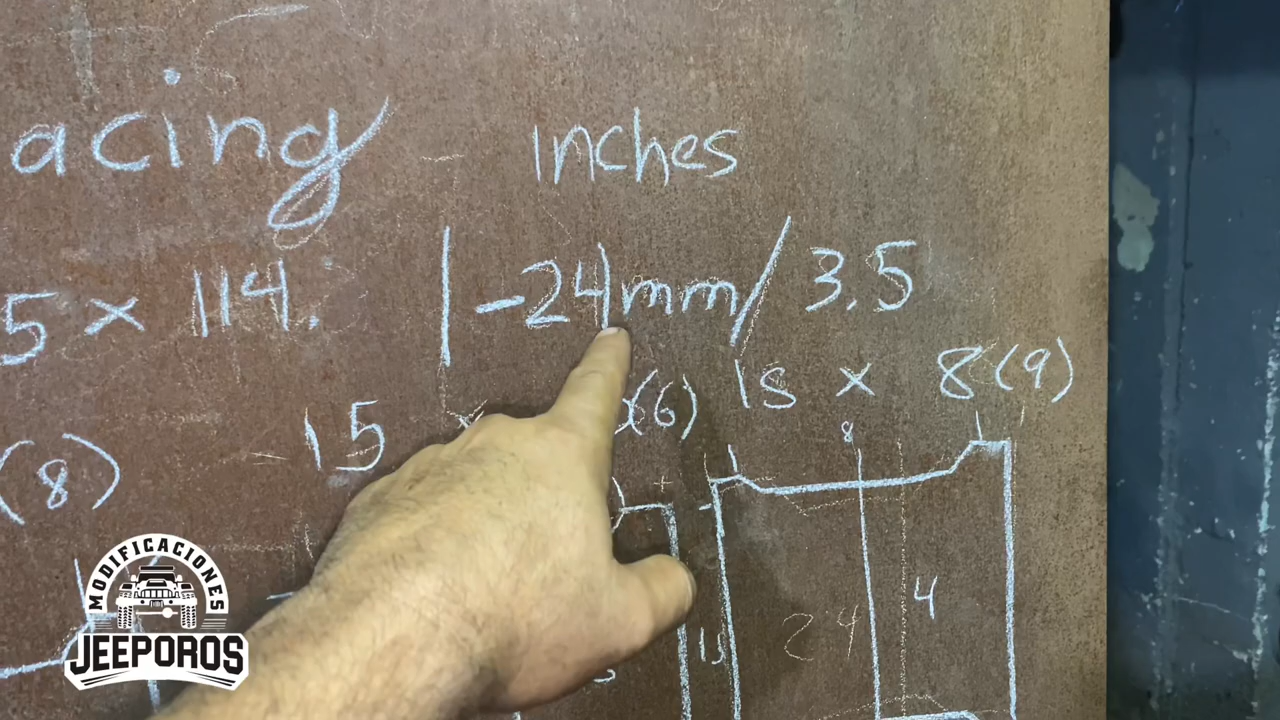 acing inches
5 x 114. | -24mm/ 3.5
15 x (6) 15 x 8(9)
(8)
8
24 4
15
MODIFICACIONES
JEEPOROS